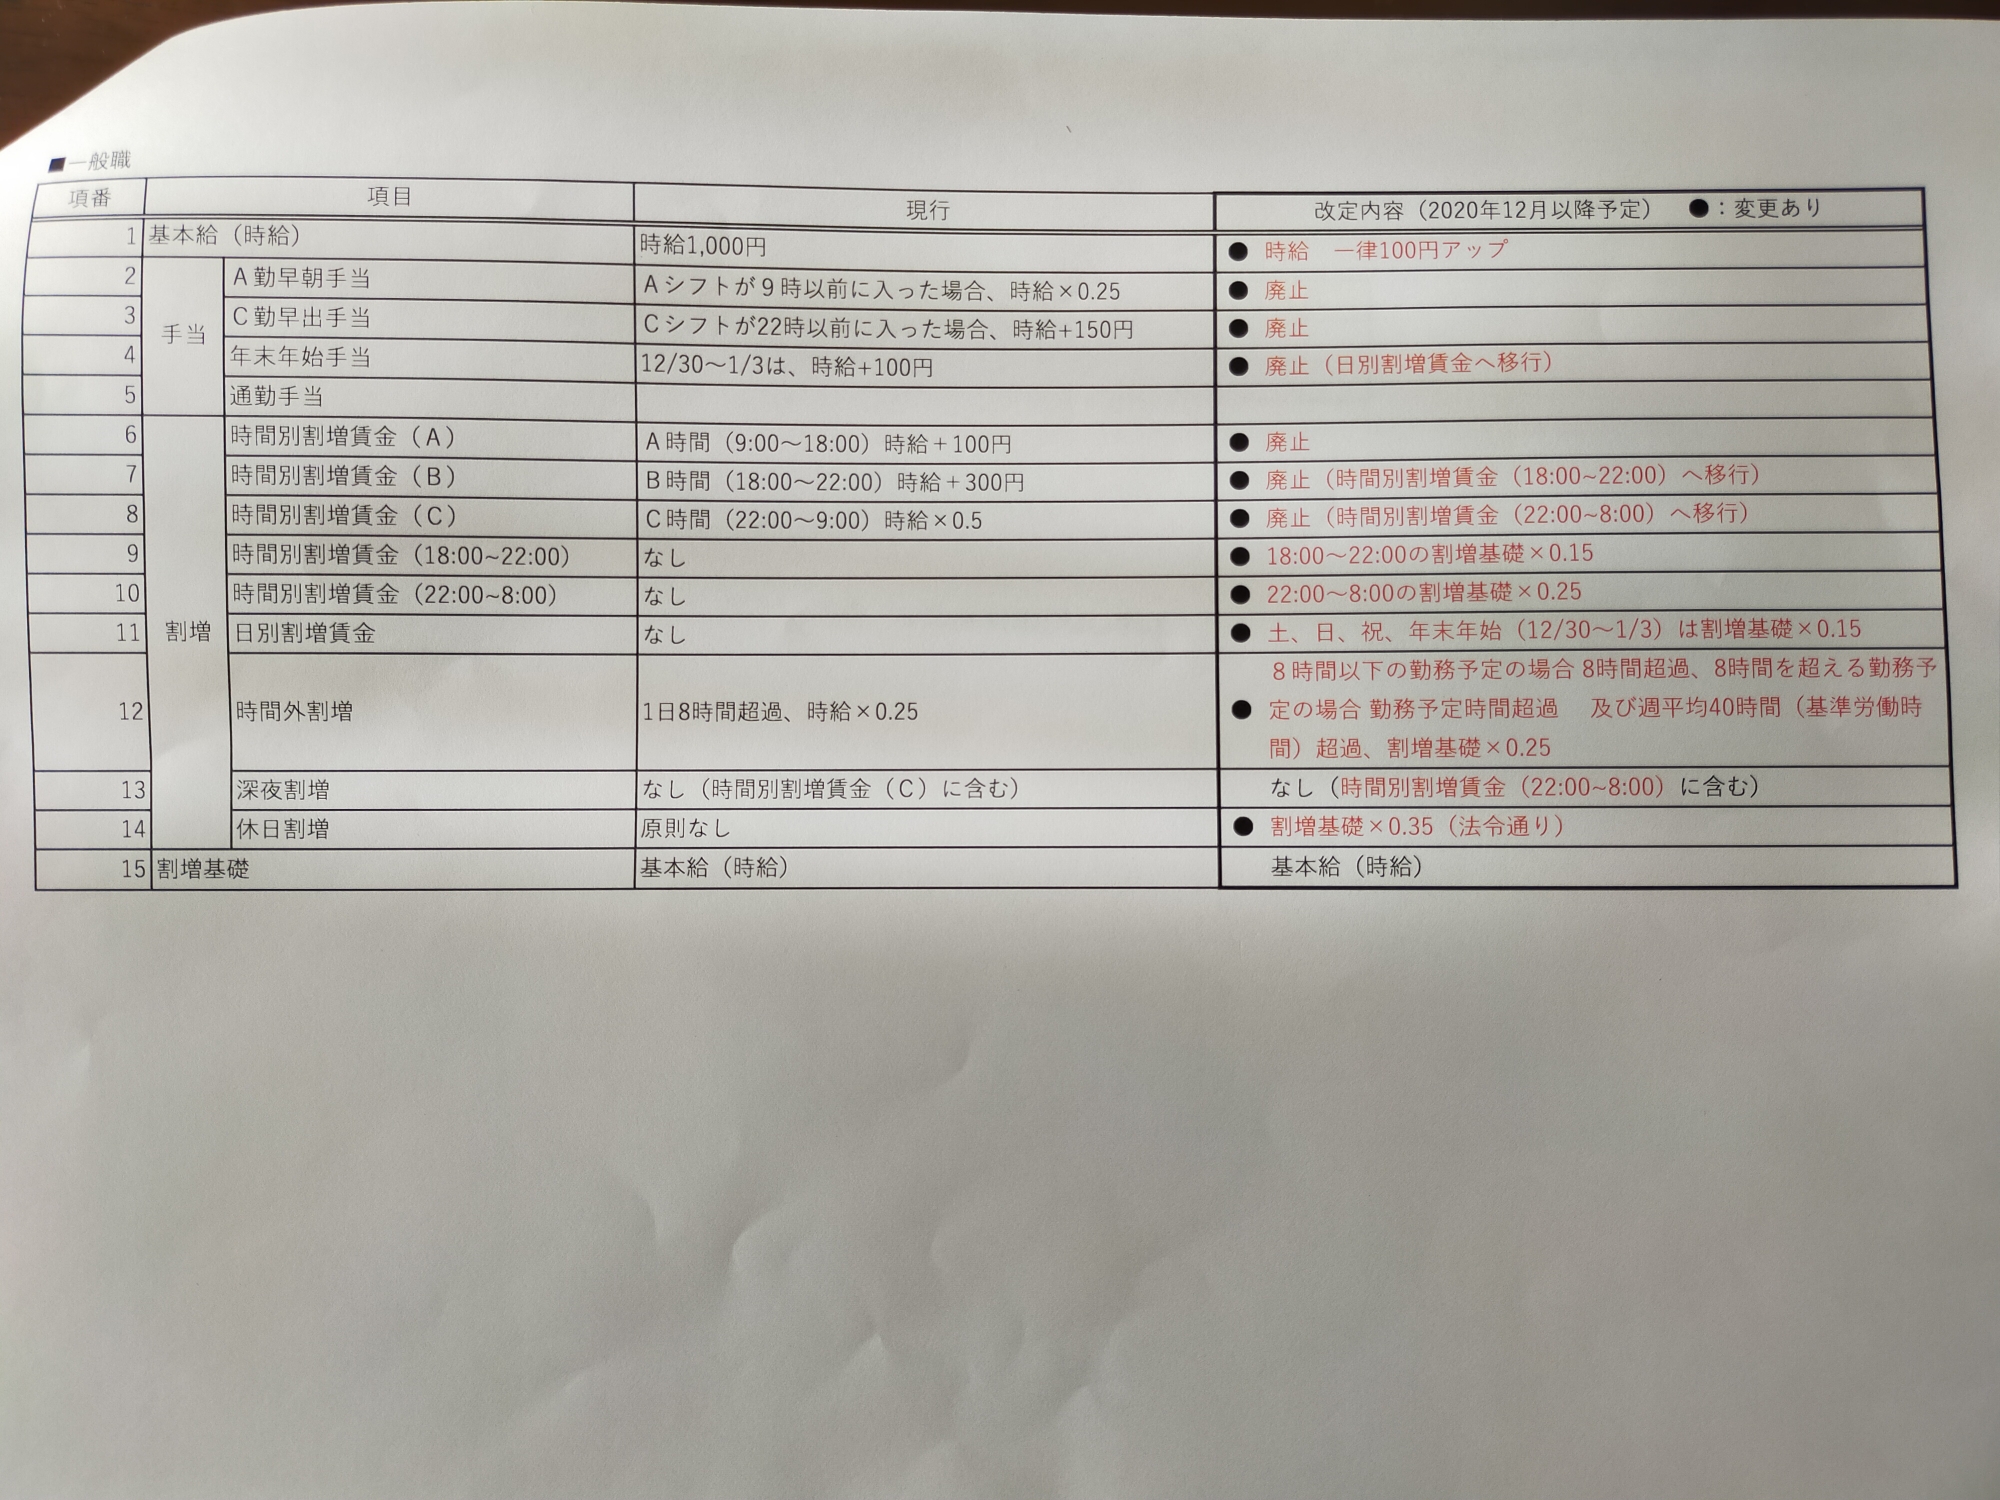 ■一般職
項番 項目 現行 改定内容（2020年12月以降予定） ●：変更あり
1 基本給（時給） 時給1,000円 ● 時給　一律100円アップ
手当
2 A勤早朝手当 Aシフトが9時以前に入った場合、時給×0.25 ● 廃止
3 C勤早出手当 Cシフトが22時以前に入った場合、時給+150円 ● 廃止
4 年末年始手当 12/30～1/3は、時給+100円 ● 廃止（日別割増賃金へ移行）
5 通勤手当
割増
6 時間別割増賃金（A） A時間（9:00～18:00）時給＋100円 ● 廃止
7 時間別割増賃金（B） B時間（18:00～22:00）時給＋300円 ● 廃止（時間別割増賃金（18:00~22:00）へ移行）
8 時間別割増賃金（C） C時間（22:00～9:00）時給×0.5 ● 廃止（時間別割増賃金（22:00~8:00）へ移行）
9 時間別割増賃金（18:00~22:00） なし ● 18:00～22:00の割増基礎×0.15
10 時間別割増賃金（22:00~8:00） なし ● 22:00～8:00の割増基礎×0.25
11 日別割増賃金 なし ● 土、日、祝、年末年始（12/30～1/3）は割増基礎×0.15
12 時間外割増 1日8時間超過、時給×0.25 ● 8時間以下の勤務予定の場合 8時間超過、8時間を超える勤務予
定の場合 勤務予定時間超過　及び週平均40時間（基準労働時
間）超過、割増基礎×0.25
13 深夜割増 なし（時間別割増賃金（C）に含む） なし（時間別割増賃金（22:00~8:00）に含む）
14 休日割増 原則なし ● 割増基礎×0.35（法令通り）
15 割増基礎 基本給（時給） 基本給（時給）